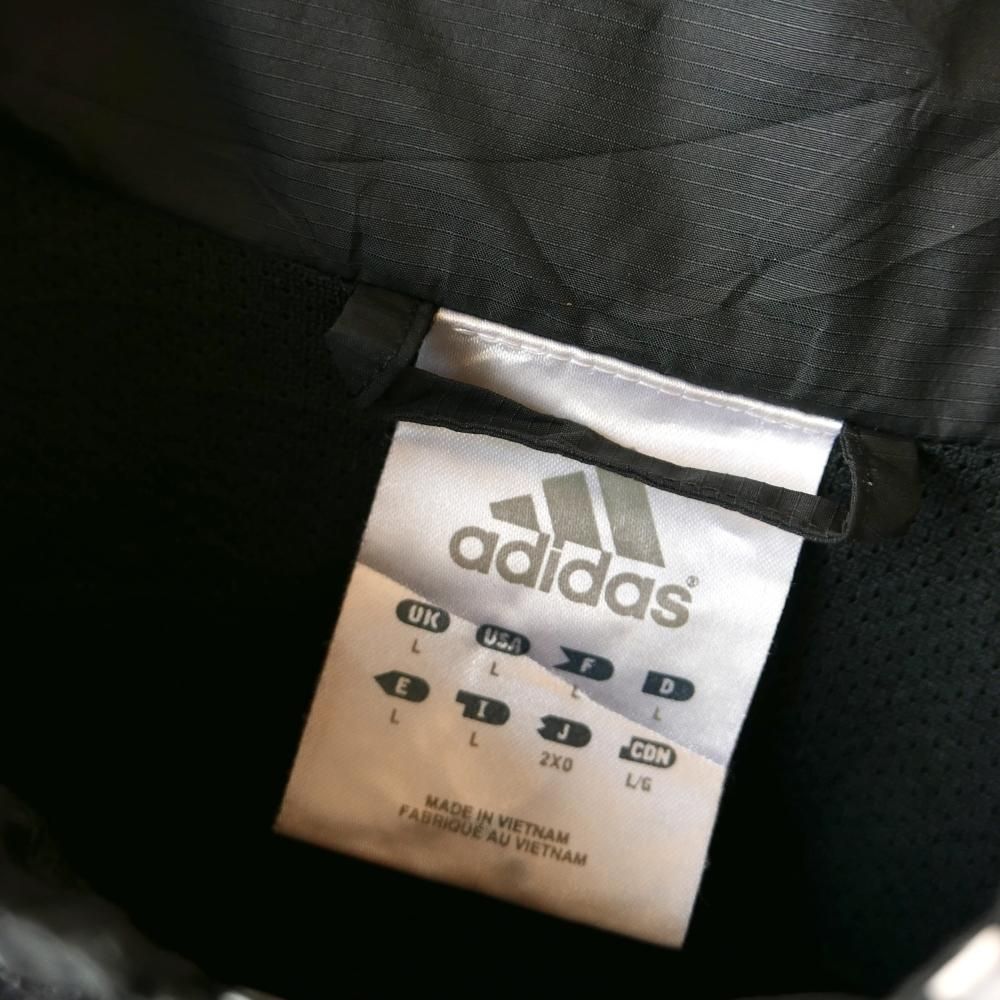 adidas®
UK USA F D
L L L L
E I J CDN
L L 2XO L/G
MADE IN VIETNAM
FABRIQUÉ AU VIETNAM